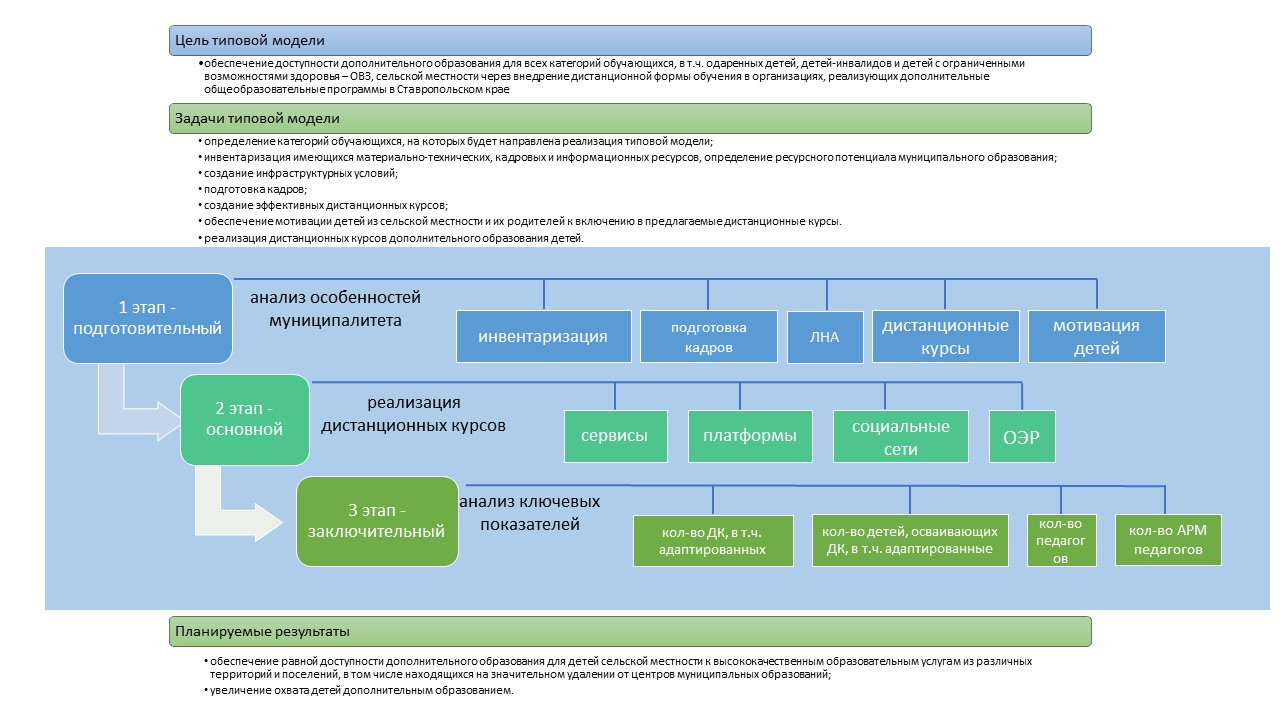 Цель типовой модели
•обеспечение доступности дополнительного образования для всех категорий обучающихся, в т.ч. одаренных детей, детей-инвалидов и детей с ограниченными
возможностями здоровья – ОВЗ, сельской местности через внедрение дистанционной формы обучения в организациях, реализующих дополнительные
общеобразовательные программы в Ставропольском крае
Задачи типовой модели
• определение категорий обучающихся, на которых будет направлена реализация типовой модели;
• инвентаризация имеющихся материально-технических, кадровых и информационных ресурсов, определение ресурсного потенциала муниципального образования;
• создание инфраструктурных условий;
• подготовка кадров;
• создание эффективных дистанционных курсов;
• обеспечение мотивации детей из сельской местности и их родителей к включению в предлагаемые дистанционные курсы.
• реализация дистанционных курсов дополнительного образования детей.
1 этап -
подготовительный
анализ особенностей
муниципалитета
инвентаризация
подготовка
кадров
ЛНА
дистанционные
курсы
мотивация
детей
2 этап -
основной
реализация
дистанционных курсов
сервисы
платформы
социальные
сети
ОЭР
3 этап -
заключительный
анализ ключевых
показателей
кол-во ДК, в т.ч.
адаптированных
кол-во детей, осваивающих
ДК, в т.ч. адаптированные
кол-во
педагог
ов
кол-во АРМ
педагогов
Планируемые результаты
• обеспечение равной доступности дополнительного образования для детей сельской местности к высококачественным образовательным услугам из различных
территорий и поселений, в том числе находящихся на значительном удалении от центров муниципальных образований;
• увеличение охвата детей дополнительным образованием.